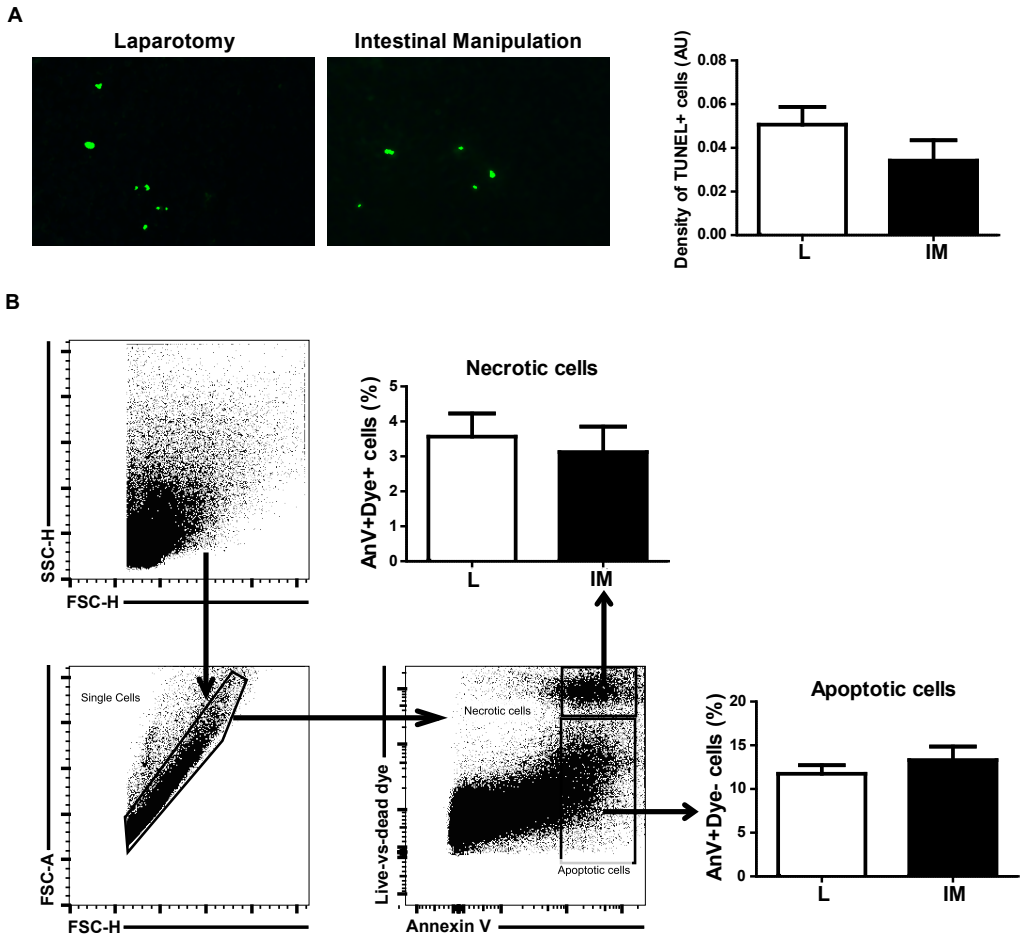 A
Laparotomy
Intestinal Manipulation
Density of TUNEL+ cells (AU)
0.08
0.06
0.04
0.02
0.00
L
IM
B
SSC-H
FSC-H
Necrotic cells
AnV+Dye+ cells (%)
5
4
3
2
1
0
L
IM
FSC-A
Single Cells
FSC-H
Live-vs-dead dye
Necrotic cells
Apoptotic cells
Annexin V
Apoptotic cells
AnV+Dye- cells (%)
20
15
10
5
0
L
IM